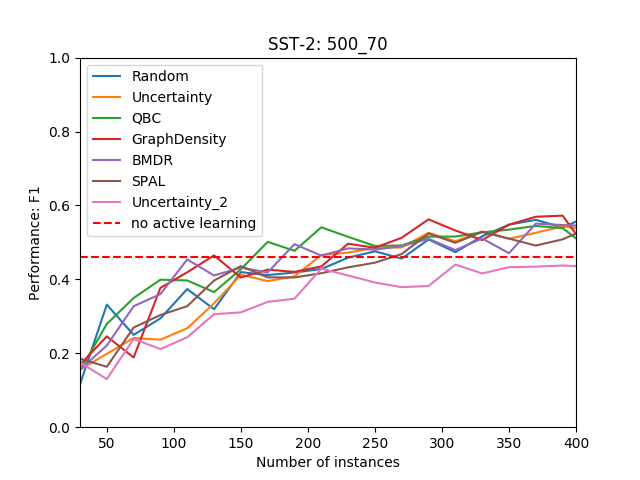 SST-2: 500_70
Performance: F1
1.0
0.8
0.6
0.4
0.2
0.0
Random
Uncertainty
QBC
GraphDensity
BMDR
SPAL
Uncertainty_2
no active learning
50 100 150 200 250 300 350 400
Number of instances